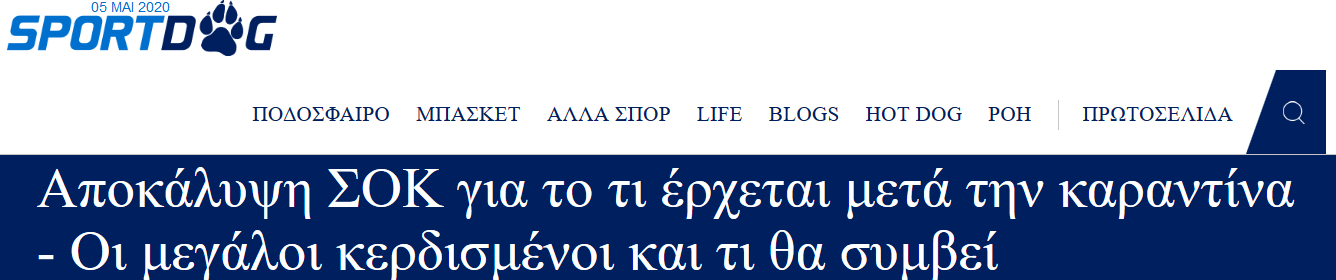 05 ΜΑΙ 2020
SPORTDOG
ΠΟΔΟΣΦΑΙΡΟ ΜΠΑΣΚΕΤ ΑΛΛΑ ΣΠΟΡ LIFE BLOGS HOT DOG ΡΟΗ ΠΡΩΤΟΣΕΛΙΔΑ
Αποκάλυψη ΣΟΚ για το τι έρχεται μετά την καραντίνα
- Οι μεγάλοι κερδισμένοι και τι θα συμβεί